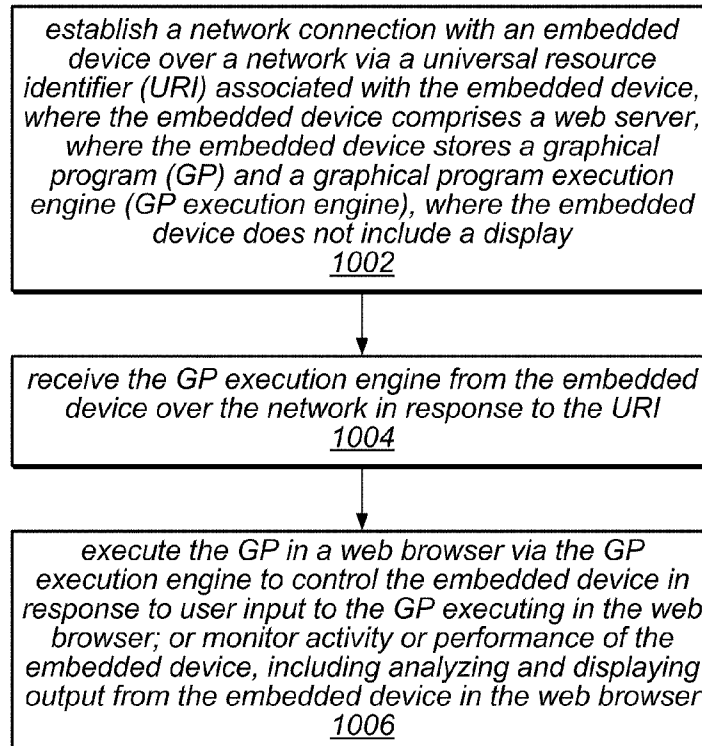 establish a network connection with an embedded
device over a network via a universal resource
identifier (URI) associated with the embedded device,
where the embedded device comprises a web server,
where the embedded device stores a graphical
program (GP) and a graphical program execution
engine (GP execution engine), where the embedded
device does not include a display
1002
receive the GP execution engine from the embedded
device over the network in response to the URI
1004
execute the GP in a web browser via the GP
execution engine to control the embedded device in
response to user input to the GP executing in the web
browser; or monitor activity or performance of the
embedded device, including analyzing and displaying
output from the embedded device in the web browser
1006